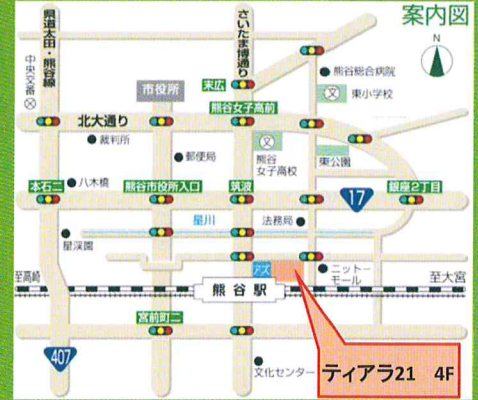 案内図
県道太田・熊谷線
さいたま博通り
N
中央交番
市役所
末広
熊谷総合病院
文
東小学校
北大通り
熊谷女子高前
裁判所
郵便局
文
熊谷
女子高校
東公園
八木橋
本石二
熊谷市役所入口
筑波
17
銀座2丁目
星川
法務局
星渓園
至高崎
アズ
ニットー
モール
至大宮
熊谷駅
宮前町二
407
文化センター
ティアラ21 4F